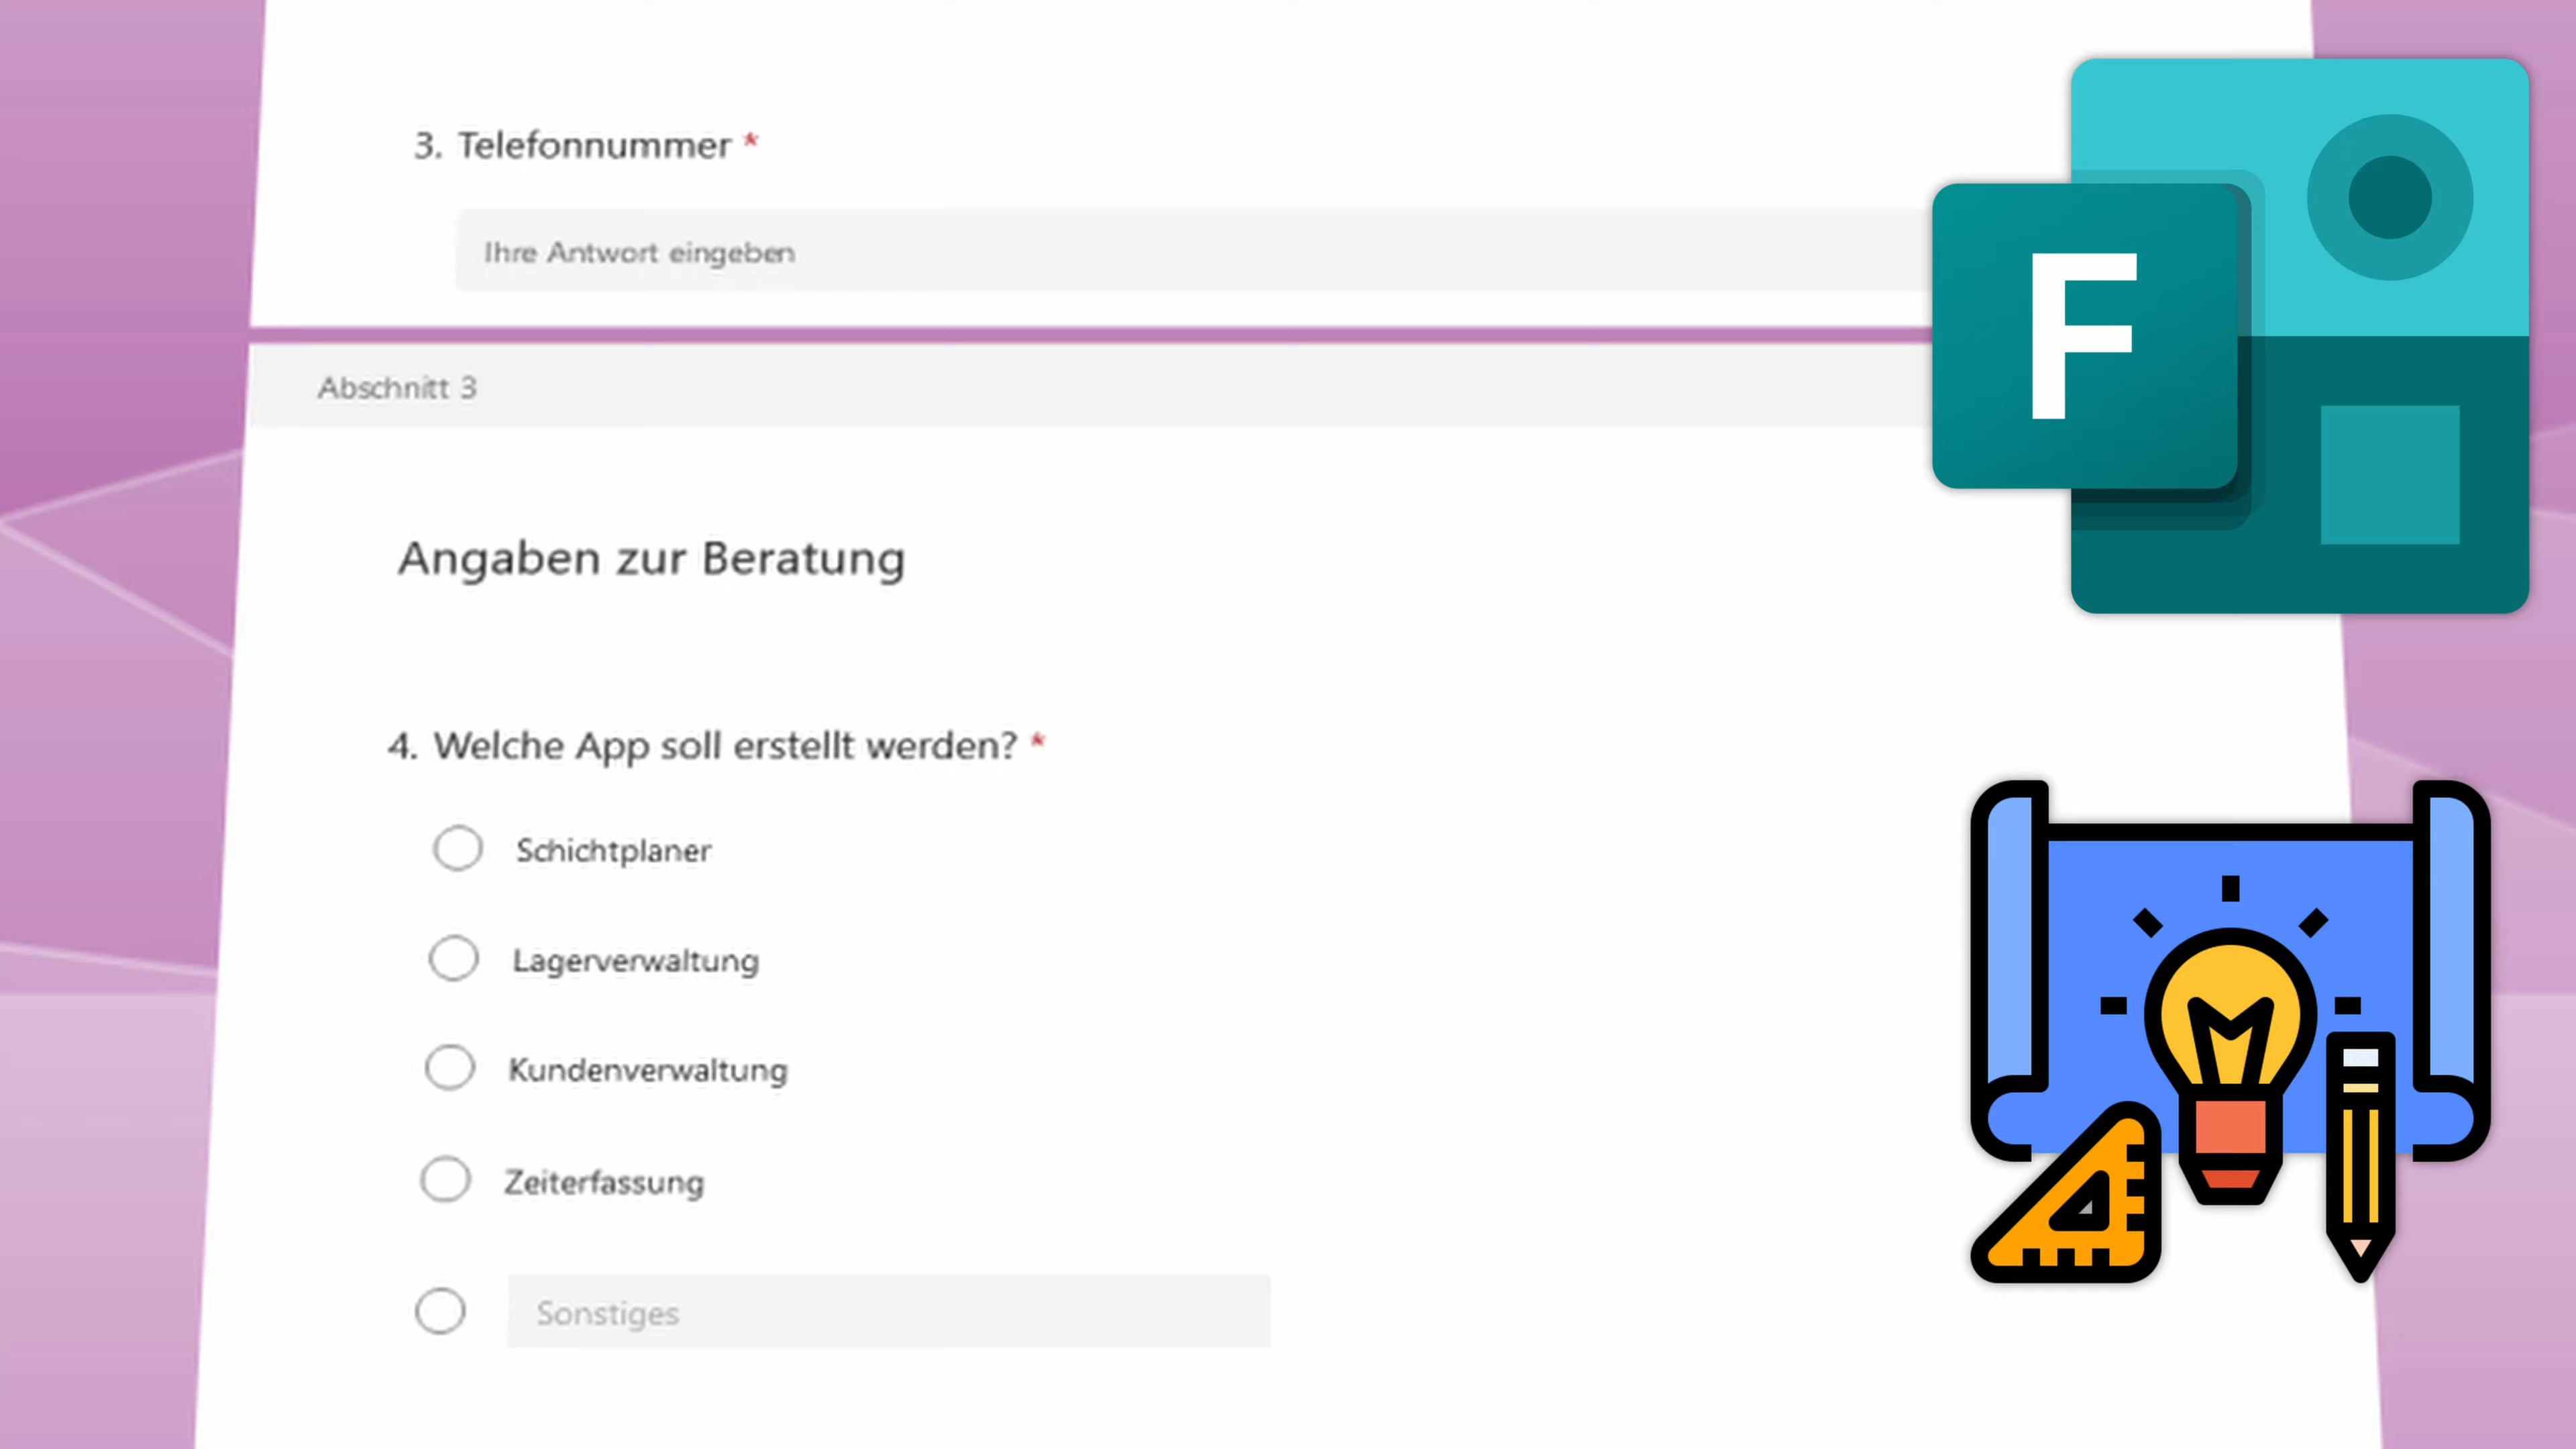 3. Telefonnummer *
Ihre Antwort eingeben
F
Abschnitt 3
Angaben zur Beratung
4. Welche App soll erstellt werden? *
Schichtplaner
Lagerverwaltung
Kundenverwaltung
Zeiterfassung
Sonstiges